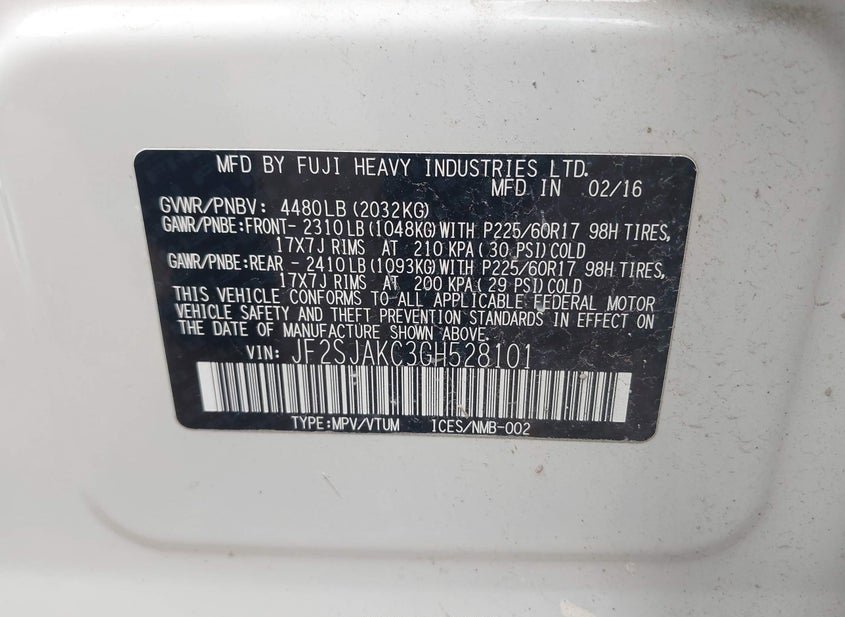 MFD BY FUJI HEAVY INDUSTRIES LTD.
MFD IN 02/16
GVWR/PNBV: 4480LB(2032KG)
GAWR/PNBE:FRONT- 2310LB(1048KG)WITH P225/60R17 98H TIRES,
17X7J RIMS AT 210 KPA(30 PSI)COLD
GAWR/PNBE:REAR - 2410LB(1093KG)WITH P225/60R17 98H TIRES,
17X7J RIMS AT 200 KPA(29 PSI)COLD
THIS VEHICLE CONFORMS TO ALL APPLICABLE FEDERAL MOTOR
VEHICLE SAFETY AND THEFT PREVENTION STANDARDS IN EFFECT ON
THE DATE OF MANUFACTURE SHOWN ABOVE.
VIN: JF2SJAKC3GH528101
TYPE:MPV/VTUM ICES/NMB-002